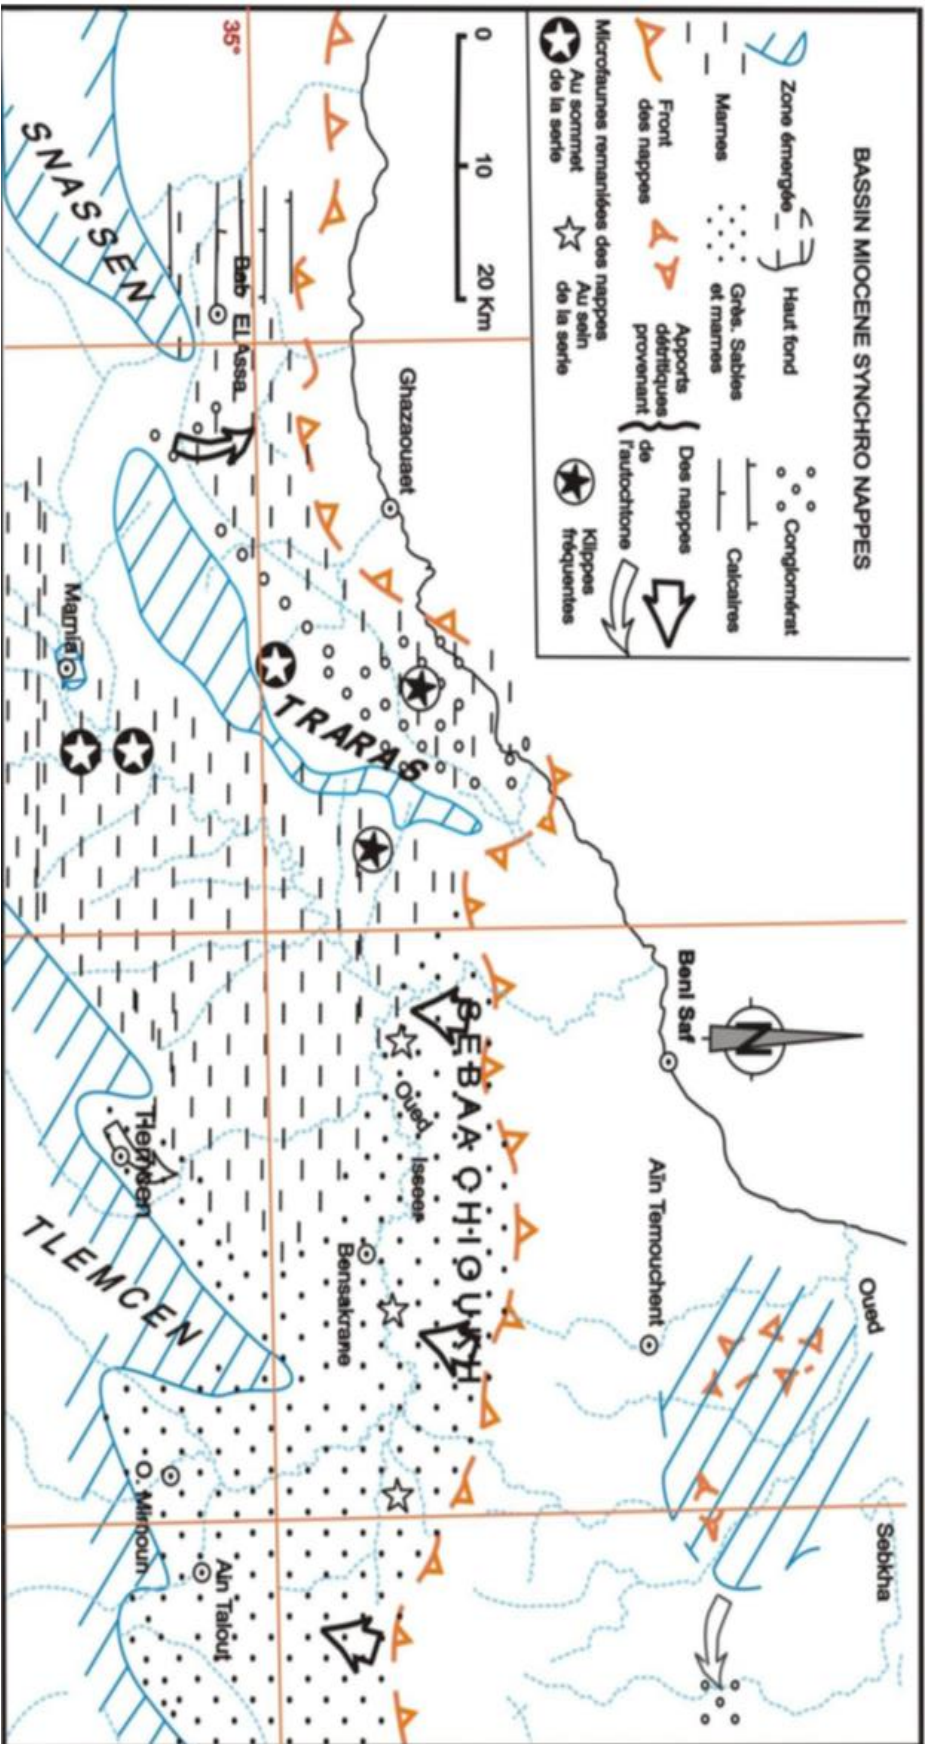 BASSIN MIOCENE SYNCHRO NAPPES
Zone émergée
Haut fond
Conglomérat
Marnes
Grès. Sables
et marnes
Calcaires
Front
des nappes
Apports
détritiques
provenant
Des nappes
de
l'autochtone
Microfaunes remaniées des nappes
Au sommet
de la serie
Au sein
de la serie
Klippes
fréquentes
0
10
20 Km
35°
N
Ghazaouaet
Beni Saf
Aïn Temouchent
Oued
Sebkha
SNASSEN
Bab El Assa
TRARAS
Marnia
SEBAA CHIOUKH
Oued Isseer
Bensakrane
Tlemcen
TLEMCEN
O. Mimoun
Ain Talout